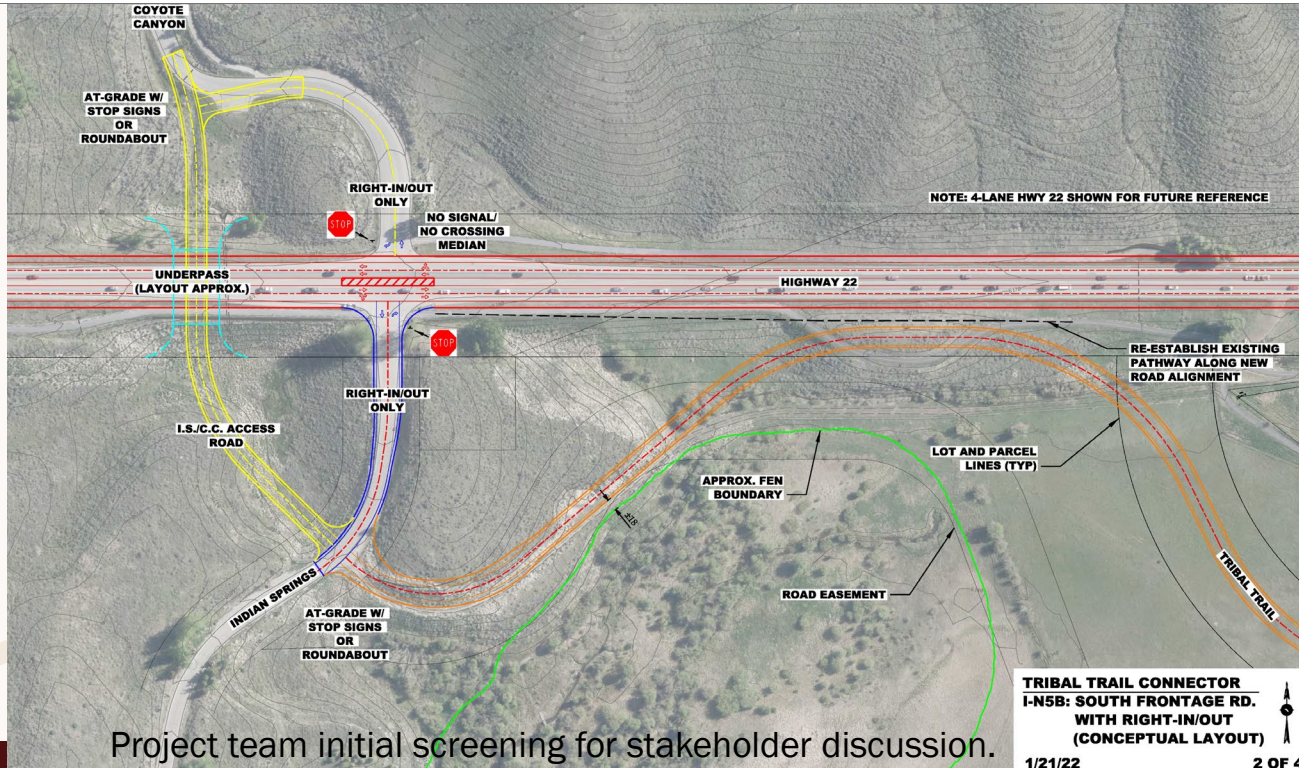 COYOTE
CANYON
AT-GRADE W/
STOP SIGNS
OR
ROUNDABOUT
RIGHT-IN/OUT
ONLY
NOTE: 4-LANE HWY 22 SHOWN FOR FUTURE REFERENCE
STOP
NO SIGNAL/
NO CROSSING
MEDIAN
UNDERPASS
(LAYOUT APPROX.)
HIGHWAY 22
STOP
RE-ESTABLISH EXISTING
PATHWAY ALONG NEW
ROAD ALIGNMENT
RIGHT-IN/OUT
ONLY
I.S./C.C. ACCESS
ROAD
LOT AND PARCEL
LINES (TYP)
APPROX. FEN
BOUNDARY
±18
TRIBAL TRAIL
INDIAN SPRINGS
ROAD EASEMENT
AT-GRADE W/
STOP SIGNS
OR
ROUNDABOUT
TRIBAL TRAIL CONNECTOR
I-N5B: SOUTH FRONTAGE RD.
WITH RIGHT-IN/OUT
(CONCEPTUAL LAYOUT)
1/21/22 2 OF 4
Project team initial screening for stakeholder discussion.